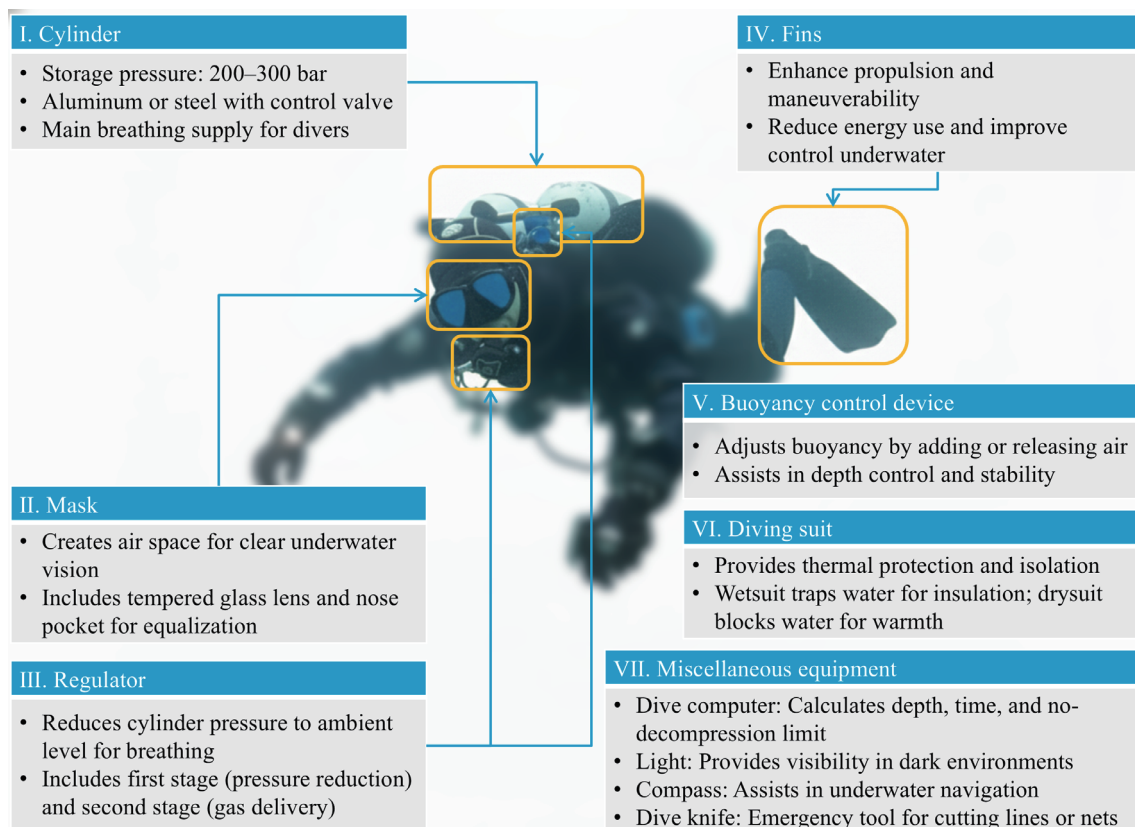 I. Cylinder
• Storage pressure: 200–300 bar
• Aluminum or steel with control valve
• Main breathing supply for divers
IV. Fins
• Enhance propulsion and
maneuverability
• Reduce energy use and improve
control underwater
II. Mask
• Creates air space for clear underwater
vision
• Includes tempered glass lens and nose
pocket for equalization
III. Regulator
• Reduces cylinder pressure to ambient
level for breathing
• Includes first stage (pressure reduction)
and second stage (gas delivery)
V. Buoyancy control device
• Adjusts buoyancy by adding or releasing air
• Assists in depth control and stability
VI. Diving suit
• Provides thermal protection and isolation
• Wetsuit traps water for insulation; drysuit
blocks water for warmth
VII. Miscellaneous equipment
• Dive computer: Calculates depth, time, and no-
decompression limit
• Light: Provides visibility in dark environments
• Compass: Assists in underwater navigation
• Dive knife: Emergency tool for cutting lines or nets